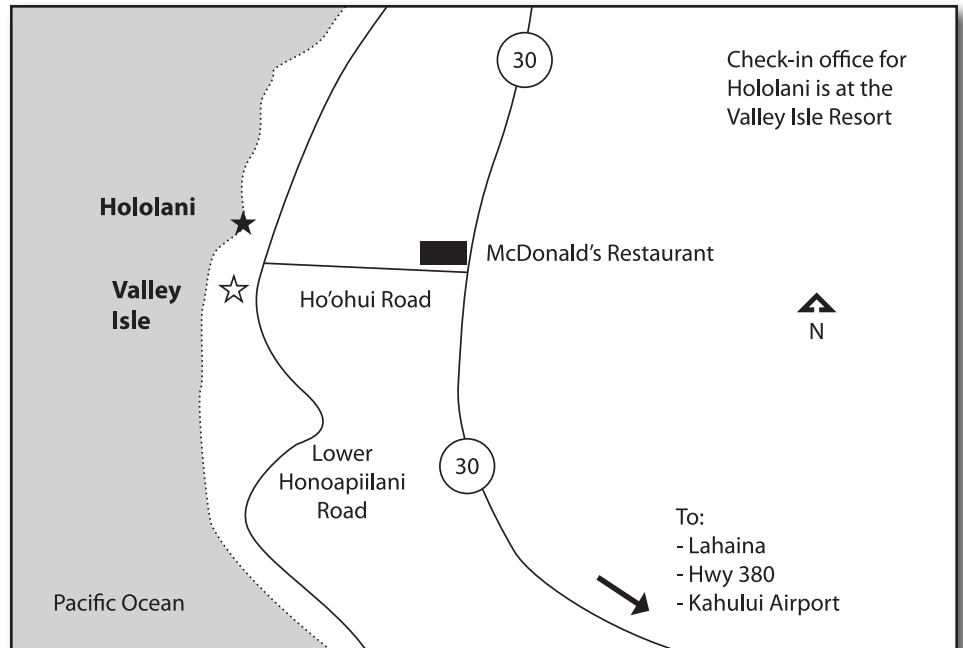 30
Check-in office for
Hololani is at the
Valley Isle Resort
Hololani
McDonald's Restaurant
Valley
Isle
Ho'ohui Road
N
Lower
Honoapiilani
Road
30
To:
- Lahaina
- Hwy 380
- Kahului Airport
Pacific Ocean